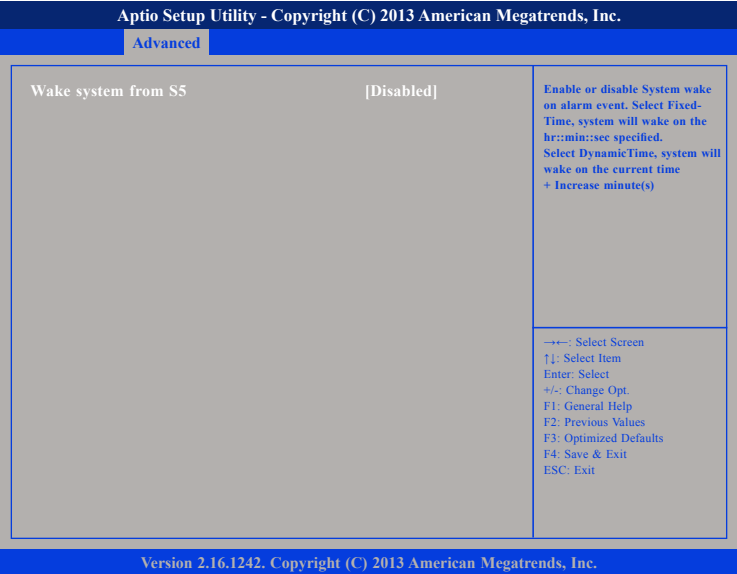 Aptio Setup Utility - Copyright (C) 2013 American Megatrends, Inc.
Advanced
Wake system from S5 [Disabled]
Enable or disable System wake
on alarm event. Select Fixed-
Time, system will wake on the
hr::min::sec specified.
Select DynamicTime, system will
wake on the current time
+ Increase minute(s)
→←: Select Screen
↑↓: Select Item
Enter: Select
+/-: Change Opt.
F1: General Help
F2: Previous Values
F3: Optimized Defaults
F4: Save & Exit
ESC: Exit
Version 2.16.1242. Copyright (C) 2013 American Megatrends, Inc.